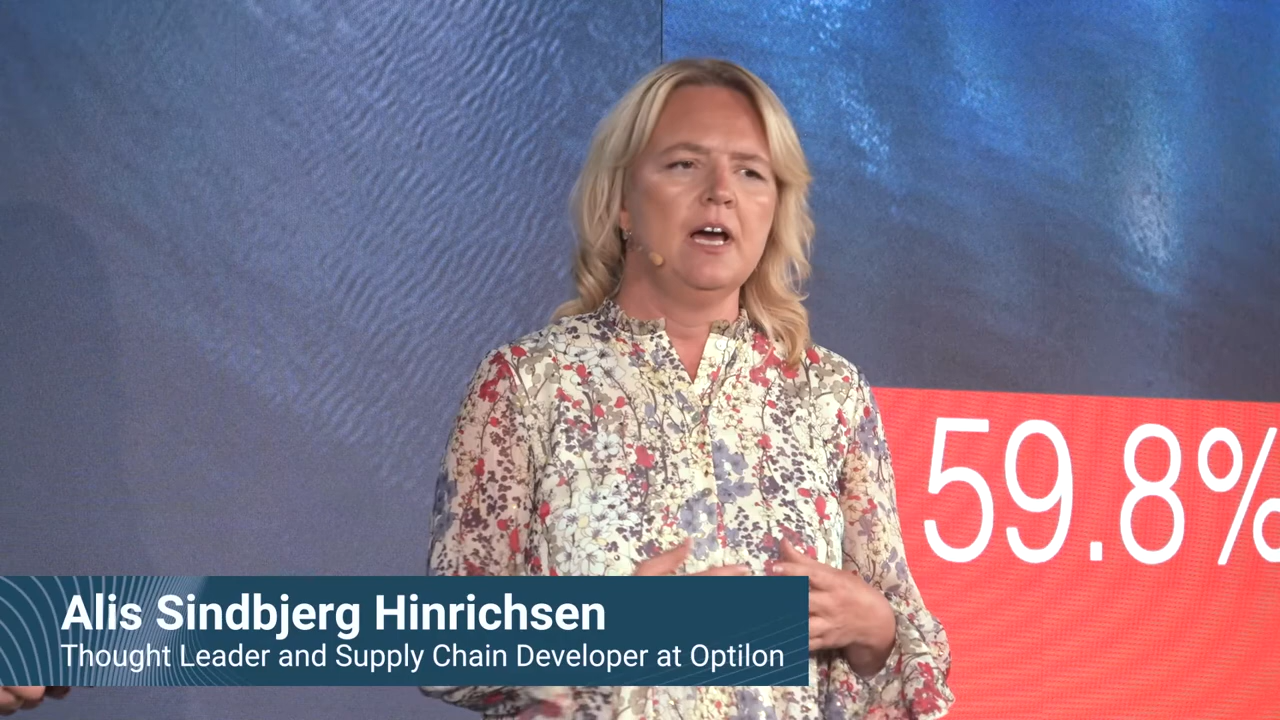 59.8%
Alis Sindbjerg Hinrichsen
Thought Leader and Supply Chain Developer at Optilon